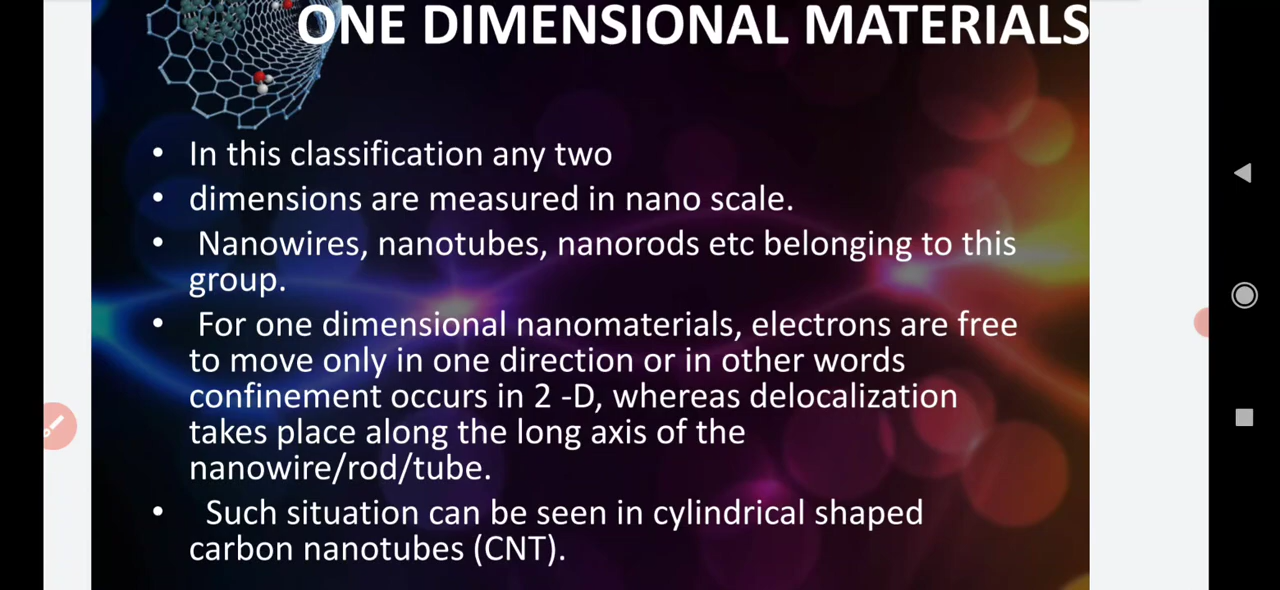 ONE DIMENSIONAL MATERIALS
• In this classification any two
• dimensions are measured in nano scale.
• Nanowires, nanotubes, nanorods etc belonging to this
group.
• For one dimensional nanomaterials, electrons are free
to move only in one direction or in other words
confinement occurs in 2 -D, whereas delocalization
takes place along the long axis of the
nanowire/rod/tube.
• Such situation can be seen in cylindrical shaped
carbon nanotubes (CNT).